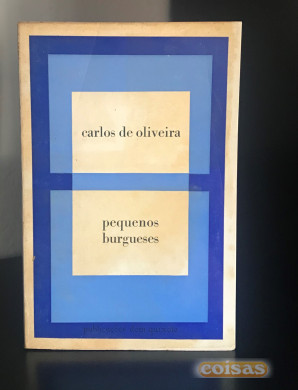 carlos de oliveira
pequenos
burgueses
coisas